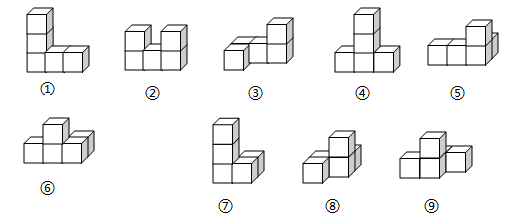 ① ② ③ ④ ⑤
⑥ ⑦ ⑧ ⑨